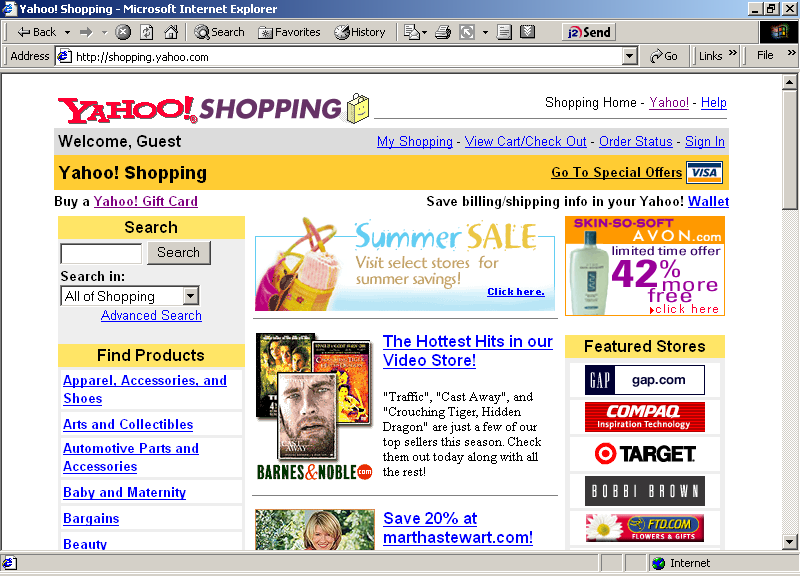 Yahoo! Shopping - Microsoft Internet Explorer
Back Search Favorites History Send
Address http://shopping.yahoo.com Go Links » File »
YAHOO! SHOPPING
Shopping Home - Yahoo! - Help
Welcome, Guest
My Shopping - View Cart/Check Out - Order Status - Sign In
Yahoo! Shopping
Go To Special Offers VISA
Buy a Yahoo! Gift Card
Save billing/shipping info in your Yahoo! Wallet
Search
Search
Search in:
All of Shopping
Advanced Search
Find Products
Apparel, Accessories, and
Shoes
Arts and Collectibles
Automotive Parts and
Accessories
Baby and Maternity
Bargains
Beauty
Summer SALE
Visit select stores for
summer savings!
Click here.
CAST AWAY
BARNES&NOBLE.com
The Hottest Hits in our
Video Store!
"Traffic", "Cast Away", and
"Crouching Tiger, Hidden
Dragon" are just a few of our
top sellers this season. Check
them out today along with all
the rest!
Save 20% at
marthastewart.com!
SKIN-SO-SOFT
AVON.com
limited time offer
42%
more
free
click here
Featured Stores
GAP gap.com
COMPAQ
Inspiration Technology
TARGET
BOBBI BROWN
FTD.COM
FLOWERS & GIFTS
Internet